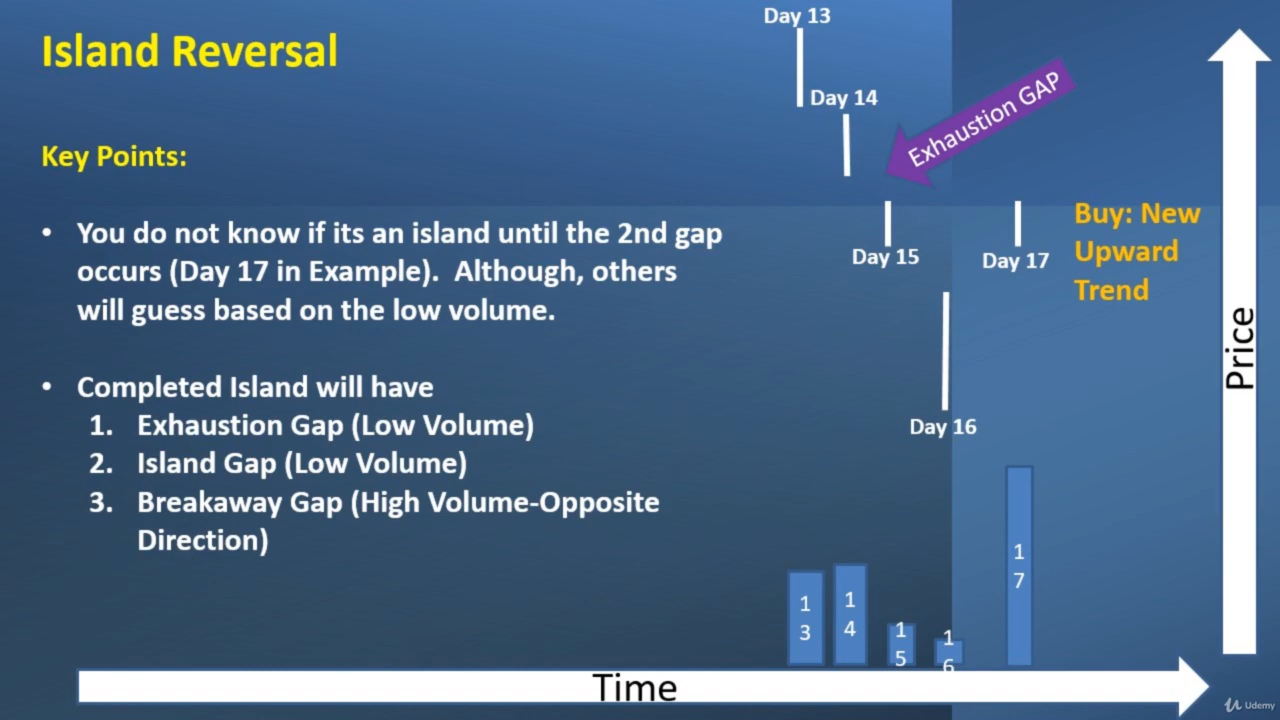 Island Reversal
Key Points:
• You do not know if its an island until the 2nd gap
occurs (Day 17 in Example). Although, others
will guess based on the low volume.
• Completed Island will have
1. Exhaustion Gap (Low Volume)
2. Island Gap (Low Volume)
3. Breakaway Gap (High Volume-Opposite
Direction)
Day 13
Day 14
Exhaustion GAP
Day 15
Day 17
Buy: New
Upward
Trend
Day 16
Price
1
3
1
4
1
5
1
6
1
7
Time
Udemy